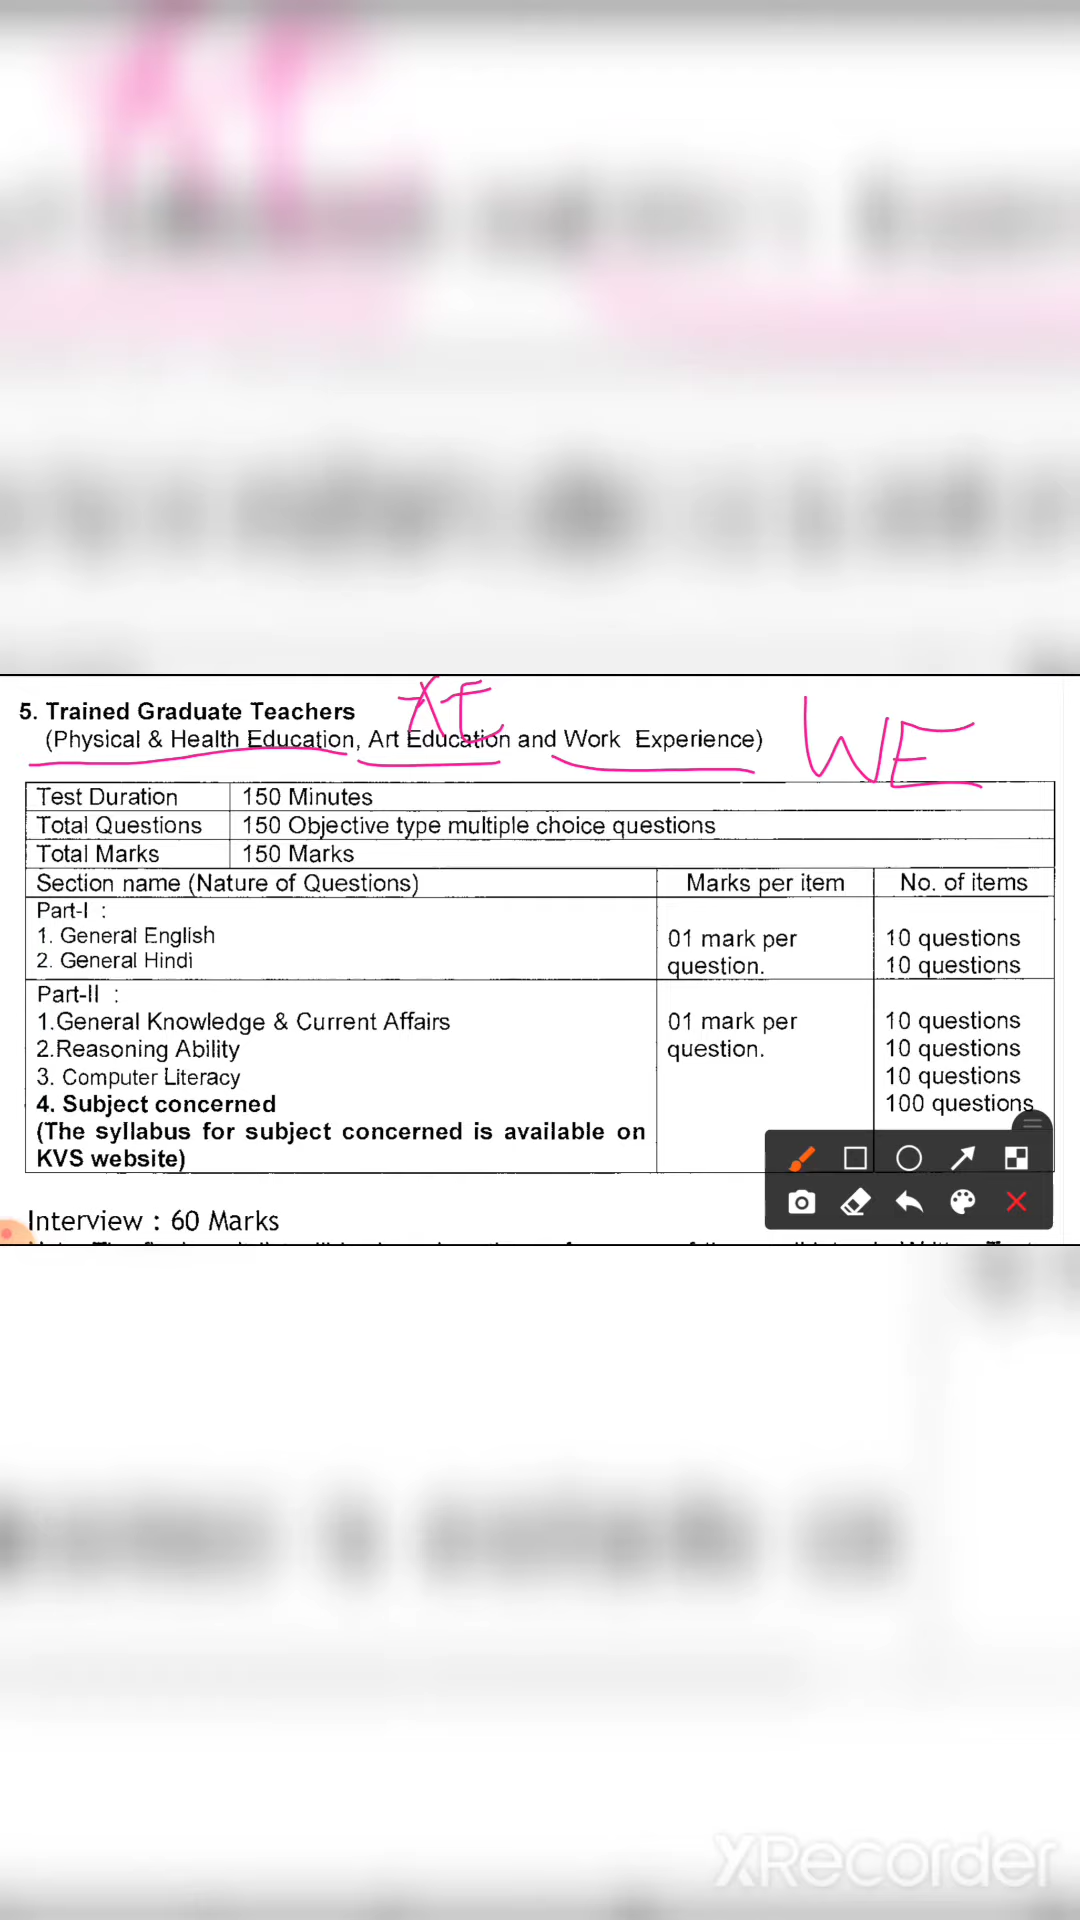 AE
5. Trained Graduate Teachers
(Physical & Health Education, Art Education and Work Experience)
WE
Test Duration 150 Minutes
Total Questions 150 Objective type multiple choice questions
Total Marks 150 Marks
Section name (Nature of Questions) Marks per item No. of items
Part-I :
1. General English 01 mark per 10 questions
2. General Hindi question. 10 questions
Part-II :
1.General Knowledge & Current Affairs 01 mark per 10 questions
2.Reasoning Ability question. 10 questions
3. Computer Literacy 10 questions
4. Subject concerned 100 questions
(The syllabus for subject concerned is available on
KVS website)
Interview : 60 Marks
XRecorder